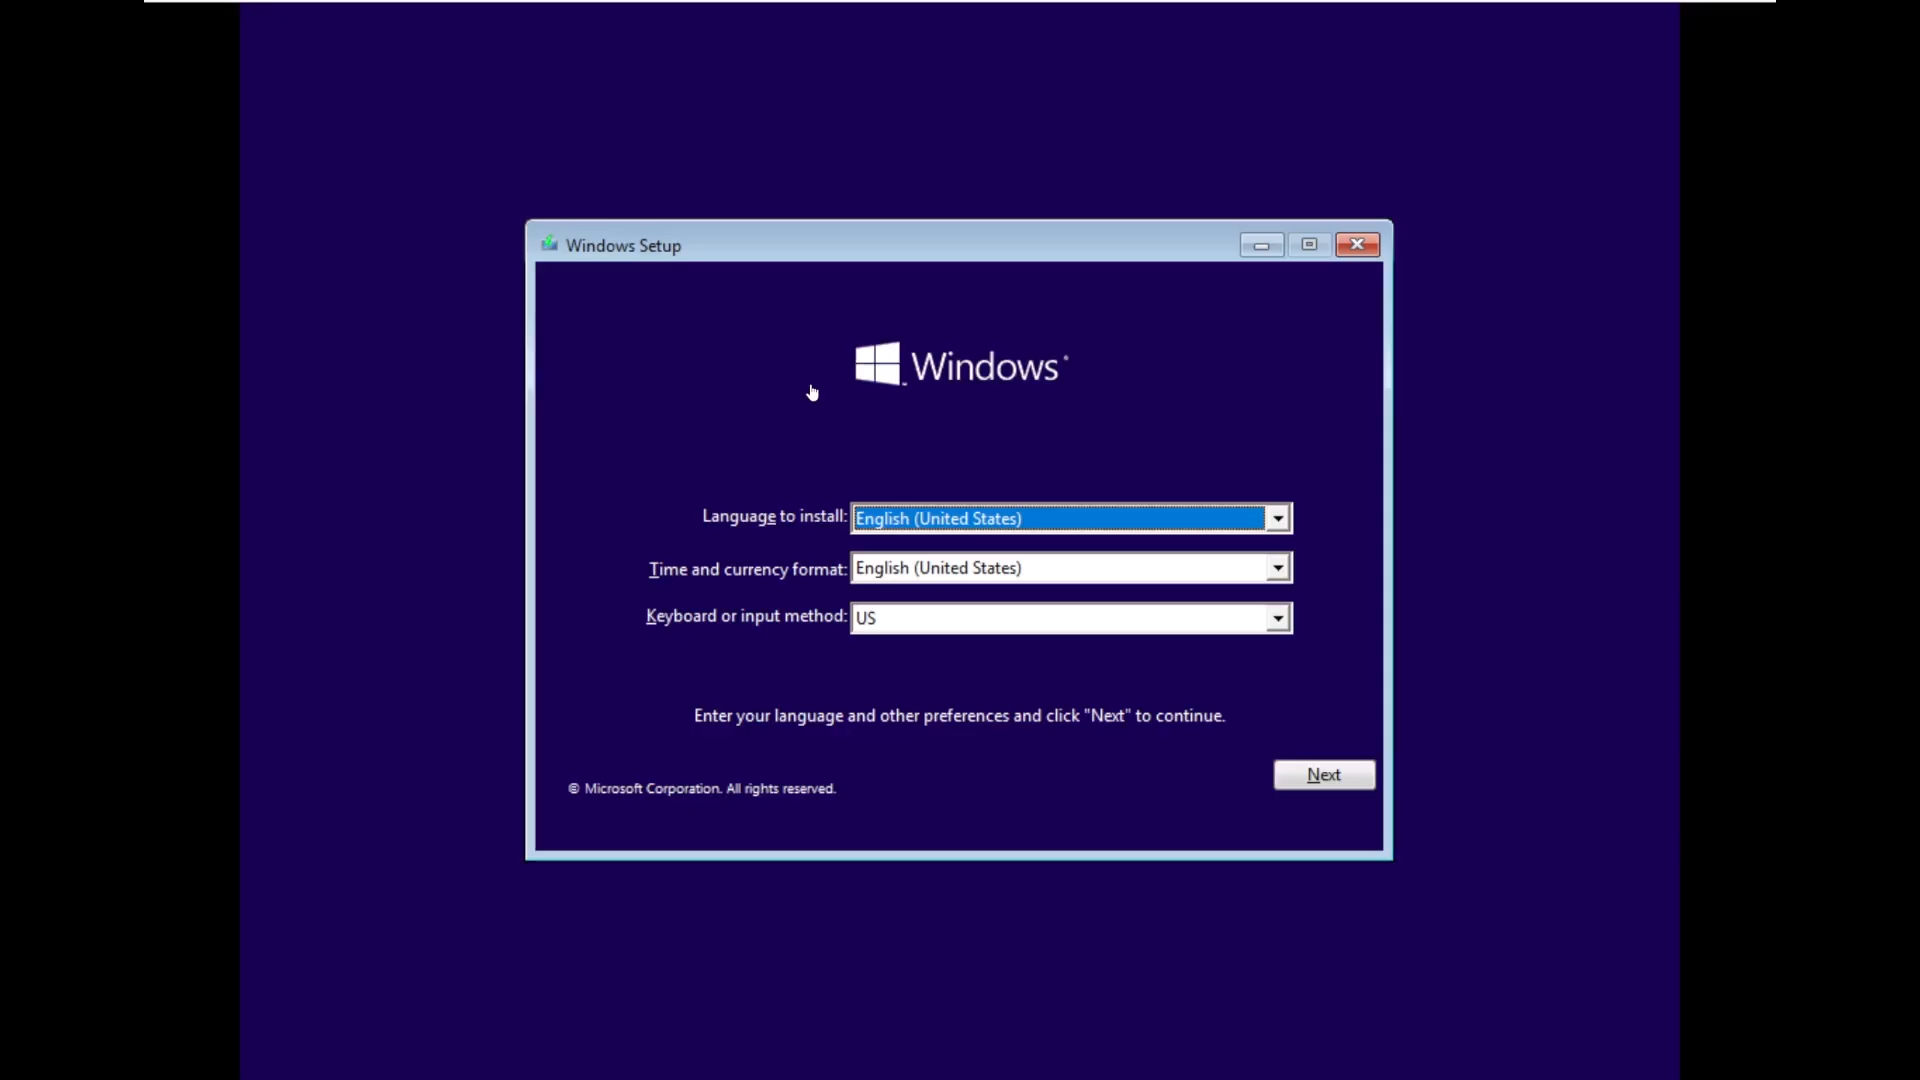 Windows Setup
Windows
Language to install: English (United States)
Time and currency format: English (United States)
Keyboard or input method: US
Enter your language and other preferences and click "Next" to continue.
Next
© Microsoft Corporation. All rights reserved.